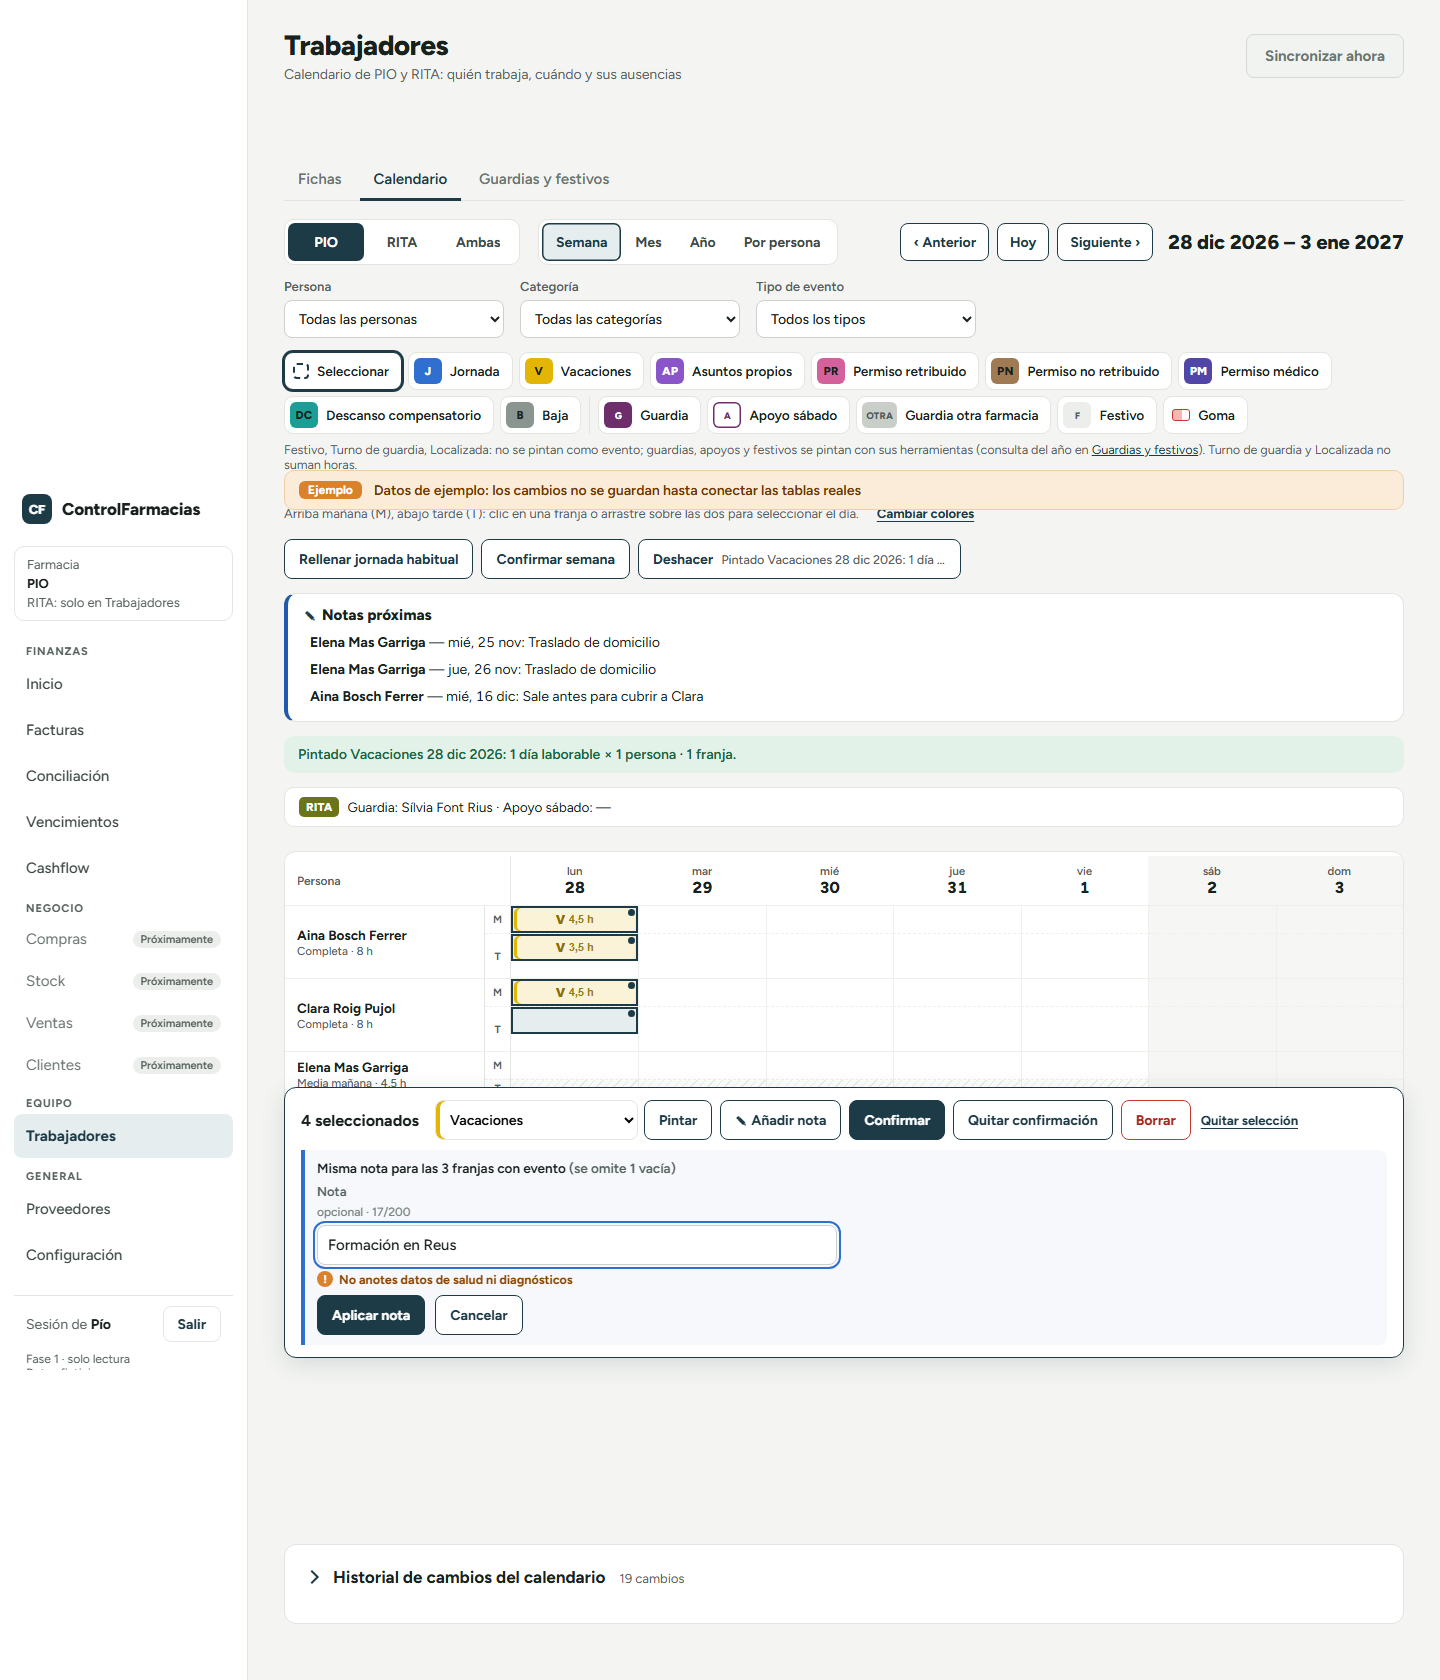 Trabajadores
Calendario de PIO y RITA: quién trabaja, cuándo y sus ausencias
Sincronizar ahora
Fichas
Calendario
Guardias y festivos
PIO
RITA
Ambas
Semana
Mes
Año
Por persona
‹ Anterior
Hoy
Siguiente ›
28 dic 2026 – 3 ene 2027
Persona
Categoría
Tipo de evento
Todas las personas
Todas las categorías
Todos los tipos
Seleccionar
J Jornada
V Vacaciones
AP Asuntos propios
PR Permiso retribuido
PN Permiso no retribuido
PM Permiso médico
DC Descanso compensatorio
B Baja
G Guardia
A Apoyo sábado
OTRA Guardia otra farmacia
F Festivo
Goma
Festivo, Turno de guardia, Localizada: no se pintan como evento; guardias, apoyos y festivos se pintan con sus herramientas (consulta del año en Guardias y festivos). Turno de guardia y Localizada no
suman horas.
Ejemplo Datos de ejemplo: los cambios no se guardan hasta conectar las tablas reales
Arriba mañana (M), abajo tarde (T): clic en una franja o arrastre sobre las dos para seleccionar el día. Cambiar colores
Rellenar jornada habitual
Confirmar semana
Deshacer Pintado Vacaciones 28 dic 2026: 1 día ...
Notas próximas
Elena Mas Garriga — mié, 25 nov: Traslado de domicilio
Elena Mas Garriga — jue, 26 nov: Traslado de domicilio
Aina Bosch Ferrer — mié, 16 dic: Sale antes para cubrir a Clara
Pintado Vacaciones 28 dic 2026: 1 día laborable × 1 persona · 1 franja.
RITA Guardia: Sílvia Font Rius · Apoyo sábado: —
Persona
lun 28
mar 29
mié 30
jue 31
vie 1
sáb 2
dom 3
Aina Bosch Ferrer
Completa · 8 h
M
V 4,5 h
T
V 3,5 h
Clara Roig Pujol
Completa · 8 h
M
V 4,5 h
T
Elena Mas Garriga
Media mañana · 4,5 h
M
4 seleccionados
Vacaciones
Pintar
Añadir nota
Confirmar
Quitar confirmación
Borrar
Quitar selección
Misma nota para las 3 franjas con evento (se omite 1 vacía)
Nota
opcional · 17/200
Formación en Reus
! No anotes datos de salud ni diagnósticos
Aplicar nota
Cancelar
Historial de cambios del calendario 19 cambios
CF ControlFarmacias
Farmacia
PIO
RITA: solo en Trabajadores
FINANZAS
Inicio
Facturas
Conciliación
Vencimientos
Cashflow
NEGOCIO
Compras Próximamente
Stock Próximamente
Ventas Próximamente
Clientes Próximamente
EQUIPO
Trabajadores
GENERAL
Proveedores
Configuración
Sesión de Pío
Salir
Fase 1 · solo lectura